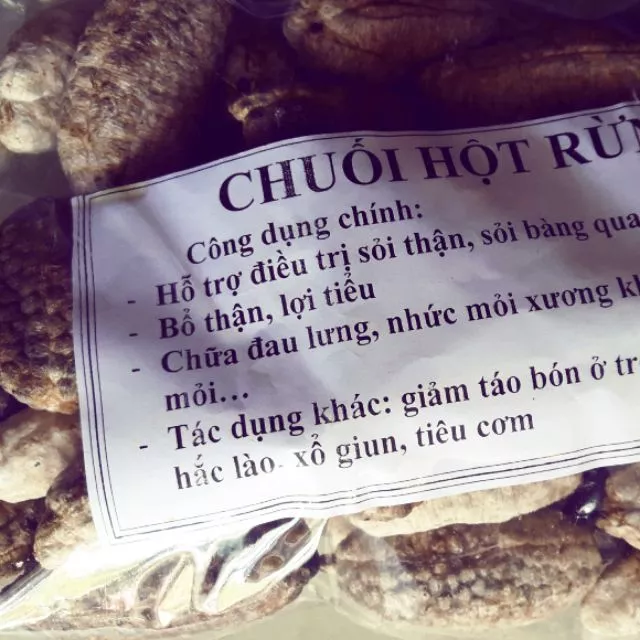 CHUỐI HỘT RỪN
Công dụng chính:
- Hỗ trợ điều trị sỏi thận, sỏi bàng qua
- Bổ thận, lợi tiểu
- Chữa đau lưng, nhức mỏi xương kh
mỏi...
- Tác dụng khác: giảm táo bón ở tr
hắc lào. xổ giun, tiêu cơm